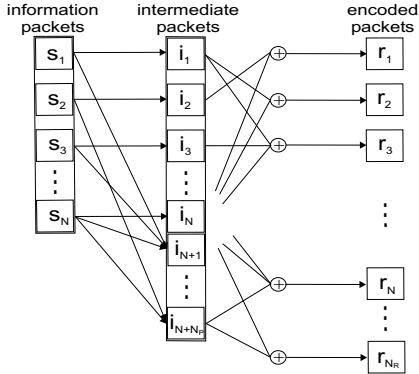 information packets intermediate packets encoded packets
s1 i1 + r1
s2 i2 + r2
s3 i3 + r3
⋮ ⋮
sN iN ⋮
iN+1
⋮ + rN
⋮
iN+NP
+ rNR